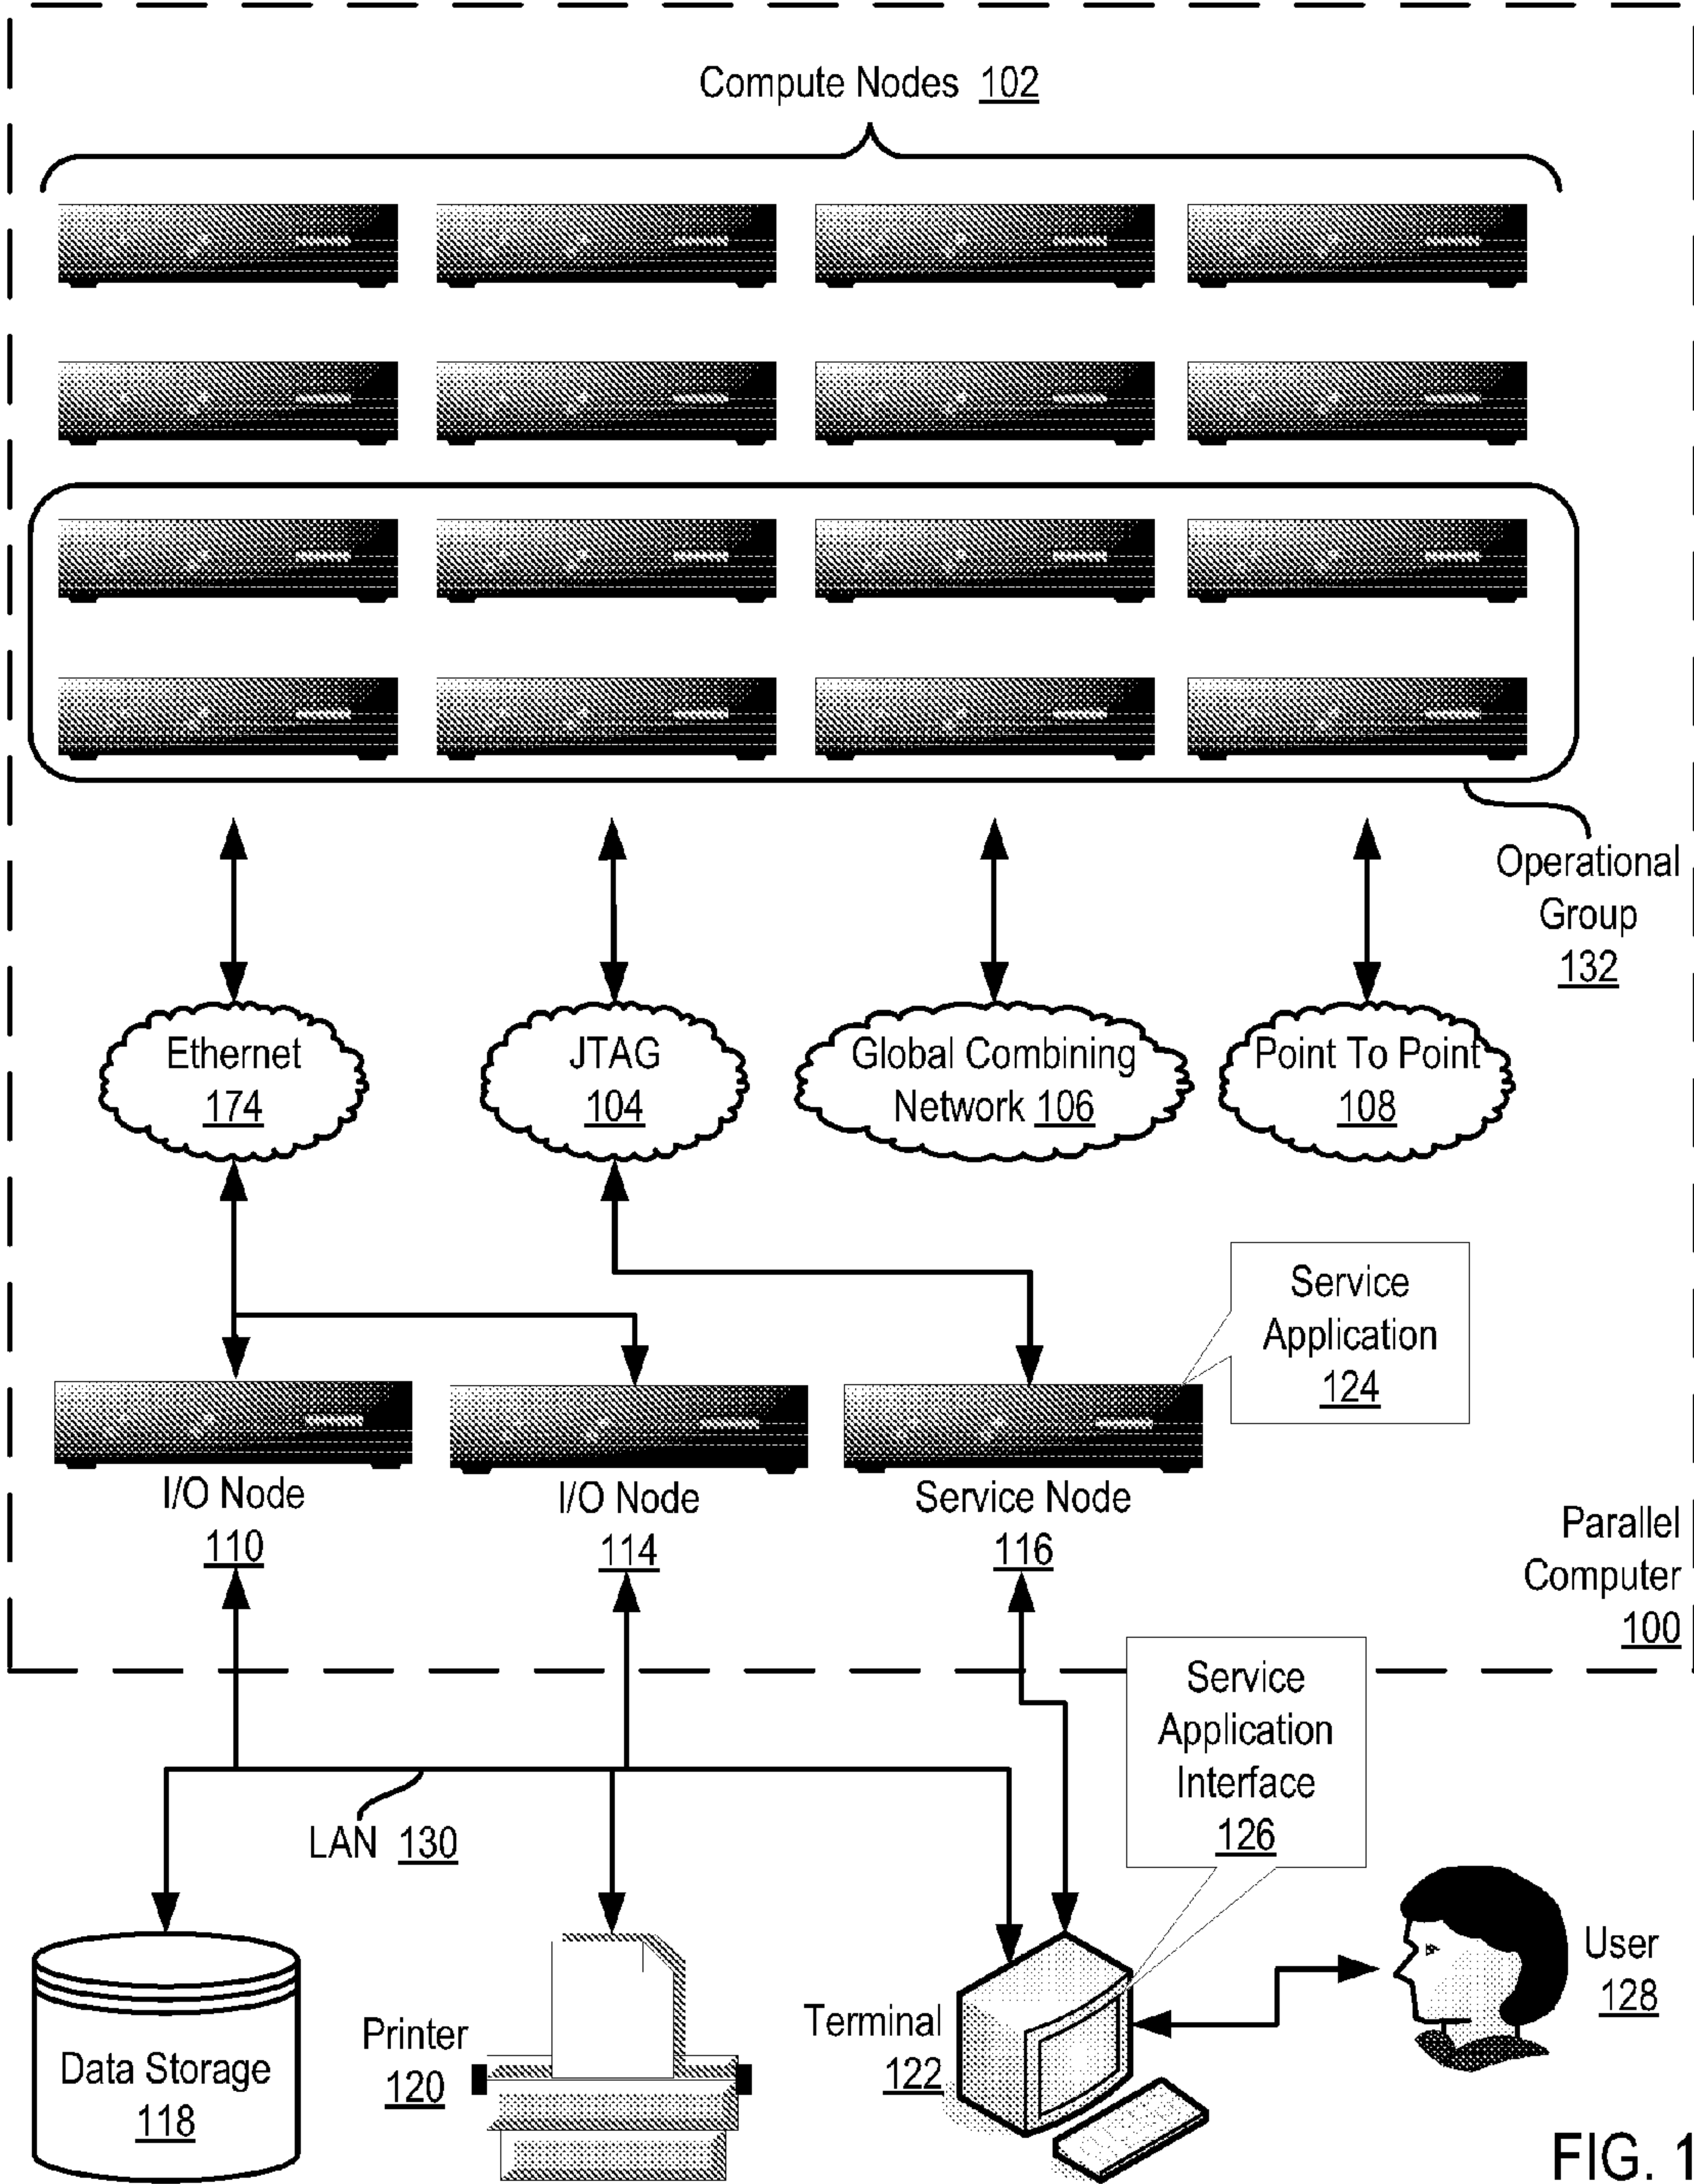 Compute Nodes 102
Operational
Group
132
Ethernet
174
JTAG
104
Global Combining
Network 106
Point To Point
108
Service
Application
124
I/O Node
110
I/O Node
114
Service Node
116
Parallel
Computer
100
Service
Application
Interface
126
LAN 130
Data Storage
118
Printer
120
Terminal
122
User
128
FIG. 1